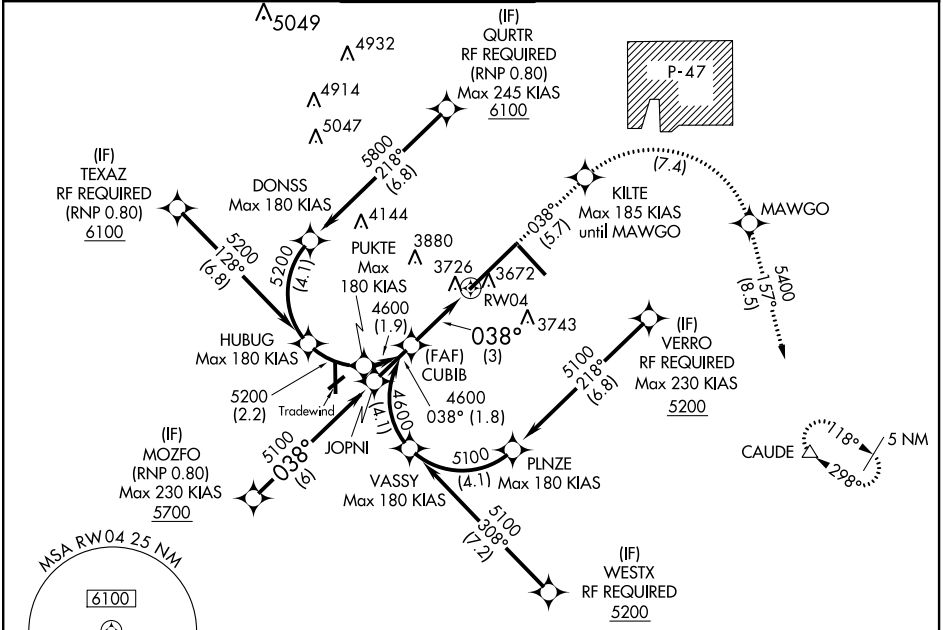 5049
4932
4914
5047
(IF)
QURTR
RF REQUIRED
(RNP 0.80)
Max 245 KIAS
6100
P-47
5800
218°
(6.8)
(IF)
TEXAZ
RF REQUIRED
(RNP 0.80)
6100
DONSS
Max 180 KIAS
5200
128°
(6.8)
5200
(4.1)
4144
3880
3726
3672
RW04
3743
PUKTE
Max
180 KIAS
4600
(1.9)
038°
(5.7)
KILTE
Max 185 KIAS
until MAWGO
(7.4)
MAWGO
5400
157°
(8.5)
HUBUG
Max 180 KIAS
5200
(2.2)
Tradewind
038°
(3)
(FAF)
CUBIB
4600
038° (1.8)
(IF)
VERRO
RF REQUIRED
Max 230 KIAS
5200
5100
218°
(6.8)
JOPNI
4600
(4.1)
5100
038°
(6)
(IF)
MOZFO
(RNP 0.80)
Max 230 KIAS
5700
VASSY
Max 180 KIAS
5100
(4.1)
PLNZE
Max 180 KIAS
5100
308°
(7.2)
(IF)
WESTX
RF REQUIRED
5200
CAUDE
118°
298°
5 NM
MSA RW04 25 NM
6100